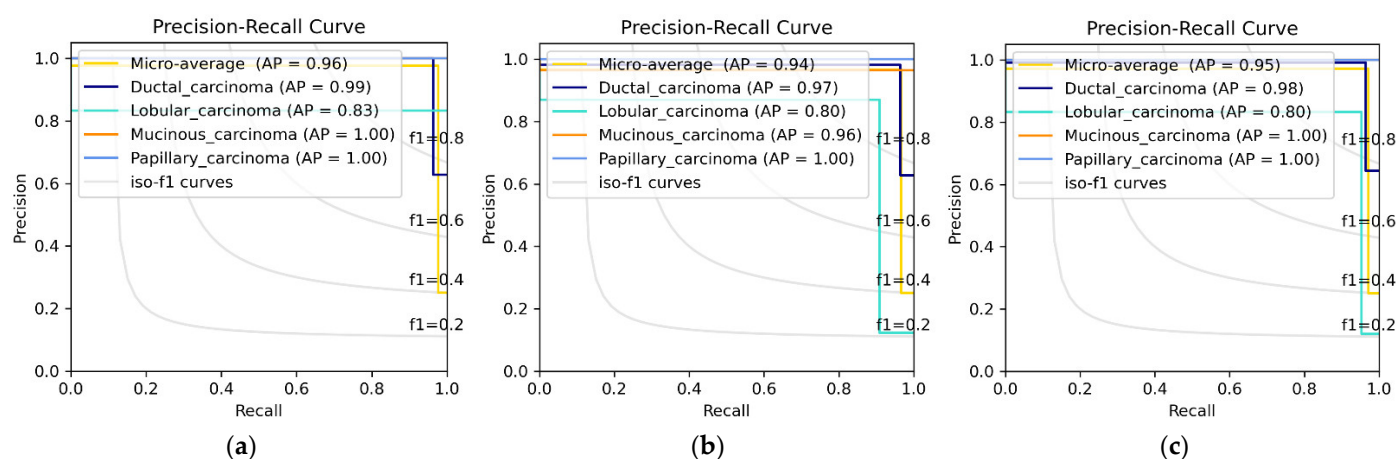 Precision-Recall Curve
Precision
1.0
0.8
0.6
0.4
0.2
0.0
Micro-average (AP = 0.96)
Ductal_carcinoma (AP = 0.99)
Lobular_carcinoma (AP = 0.83)
Mucinous_carcinoma (AP = 1.00)
Papillary_carcinoma (AP = 1.00)
iso-f1 curves
f1=0.8
f1=0.6
f1=0.4
f1=0.2
0.0 0.2 0.4 0.6 0.8 1.0
Recall
(a)
Precision-Recall Curve
Precision
1.0
0.8
0.6
0.4
0.2
0.0
Micro-average (AP = 0.94)
Ductal_carcinoma (AP = 0.97)
Lobular_carcinoma (AP = 0.80)
Mucinous_carcinoma (AP = 0.96)
Papillary_carcinoma (AP = 1.00)
iso-f1 curves
f1=0.8
f1=0.6
f1=0.4
f1=0.2
0.0 0.2 0.4 0.6 0.8 1.0
Recall
(b)
Precision-Recall Curve
Precision
1.0
0.8
0.6
0.4
0.2
0.0
Micro-average (AP = 0.95)
Ductal_carcinoma (AP = 0.98)
Lobular_carcinoma (AP = 0.80)
Mucinous_carcinoma (AP = 1.00)
Papillary_carcinoma (AP = 1.00)
iso-f1 curves
f1=0.8
f1=0.6
f1=0.4
f1=0.2
0.0 0.2 0.4 0.6 0.8 1.0
Recall
(c)